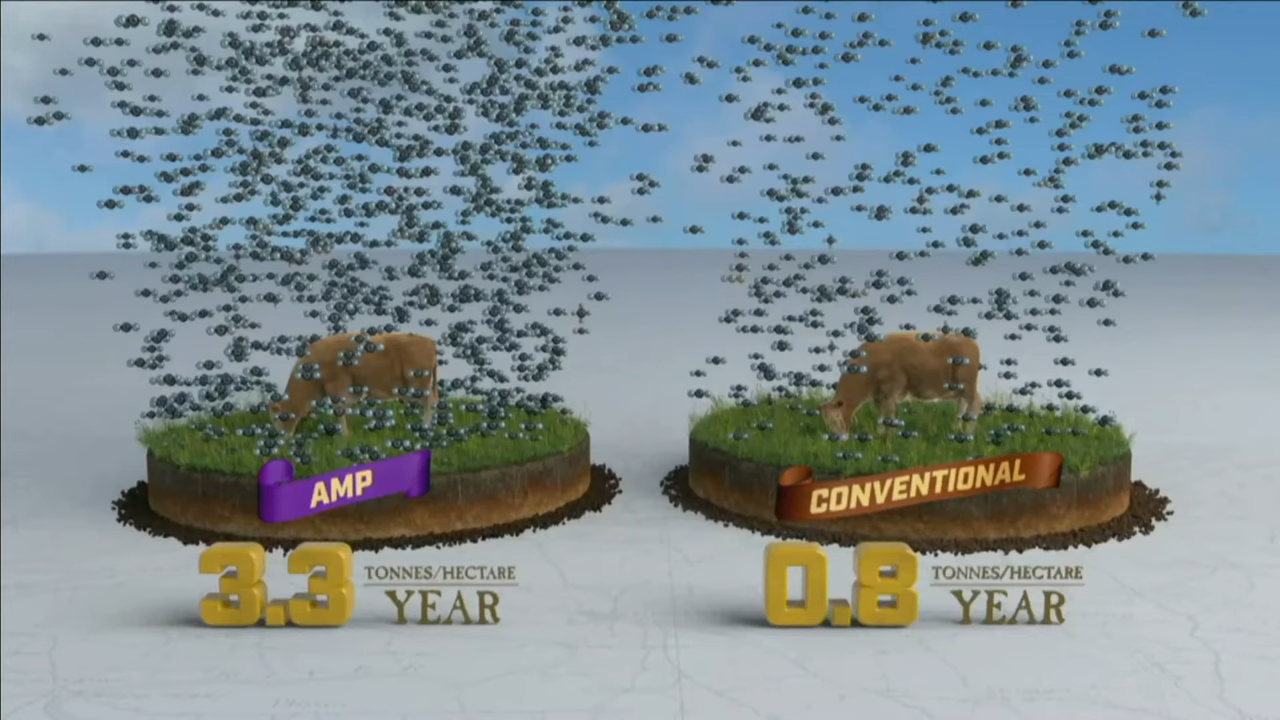 AMP
CONVENTIONAL
3.3 TONNES/HECTARE
YEAR
0.8 TONNES/HECTARE
YEAR